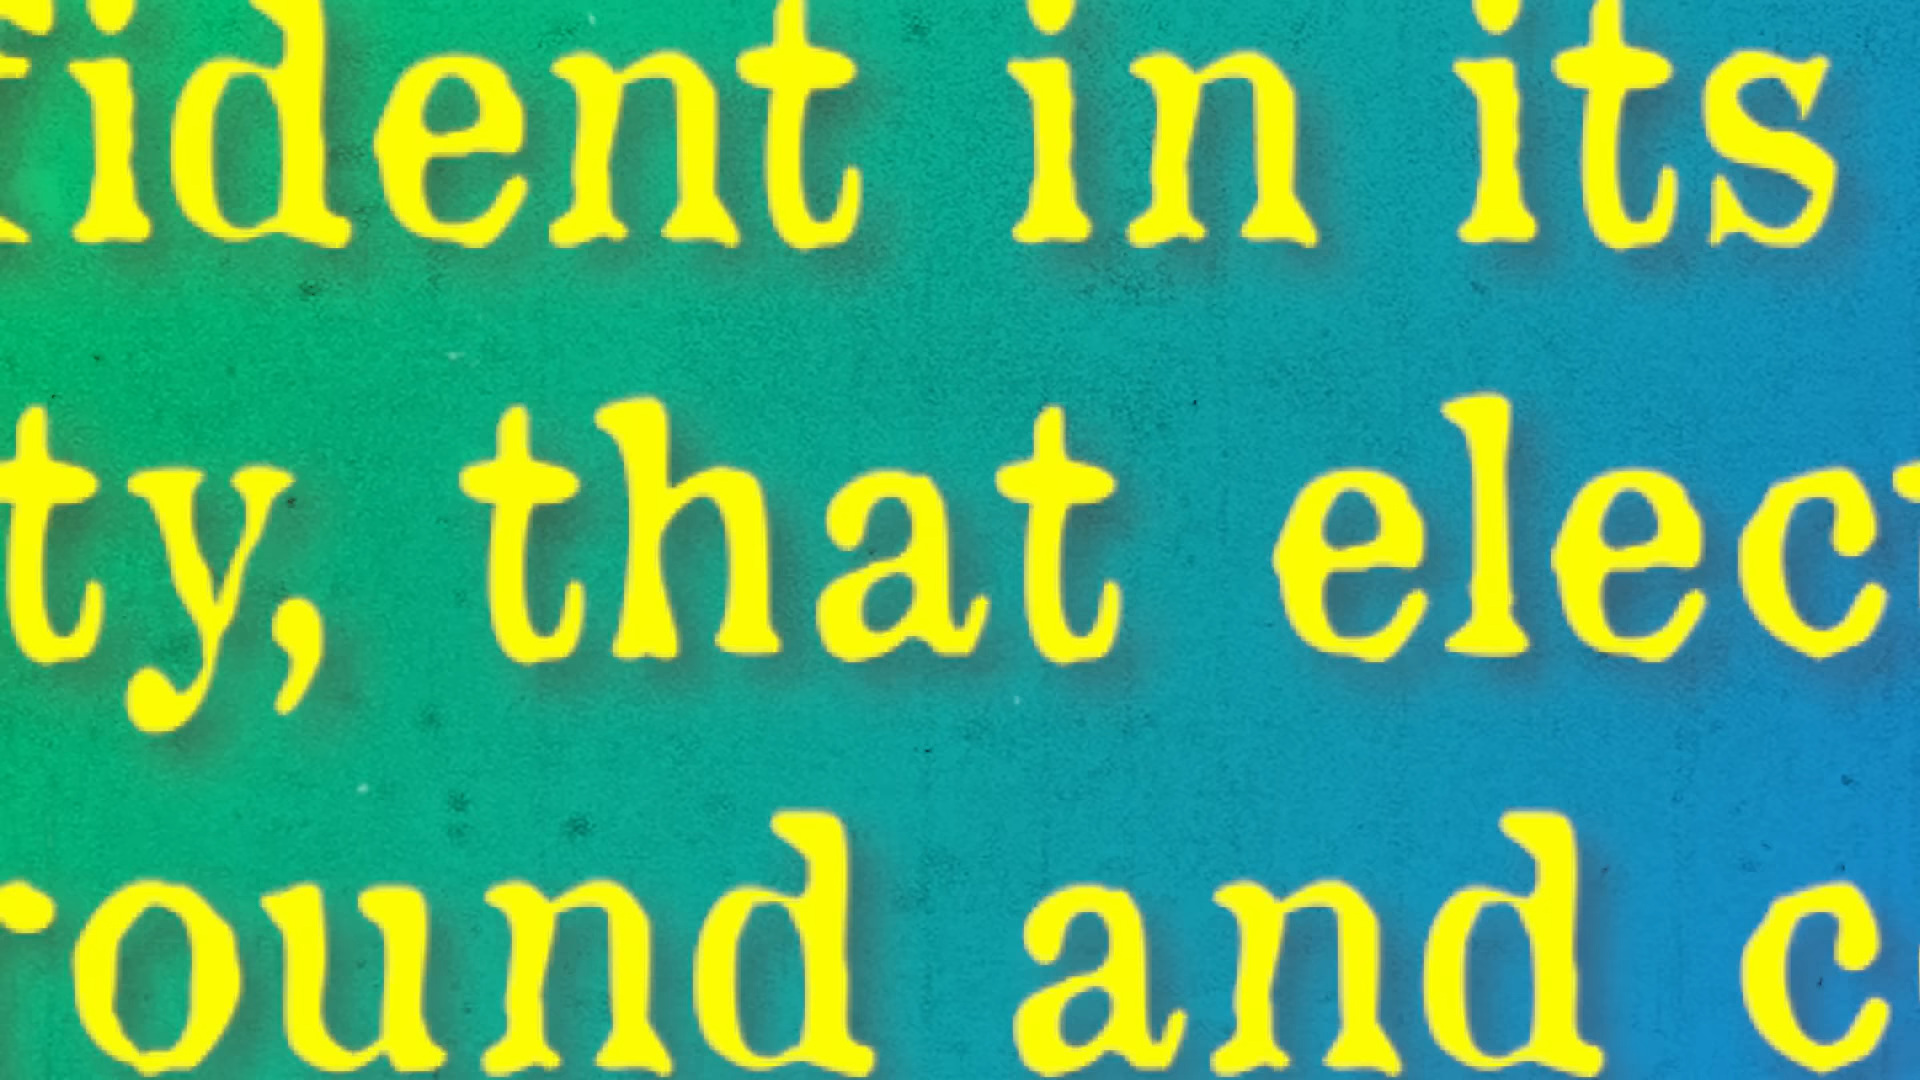 fident in its
ty, that elec
round and c